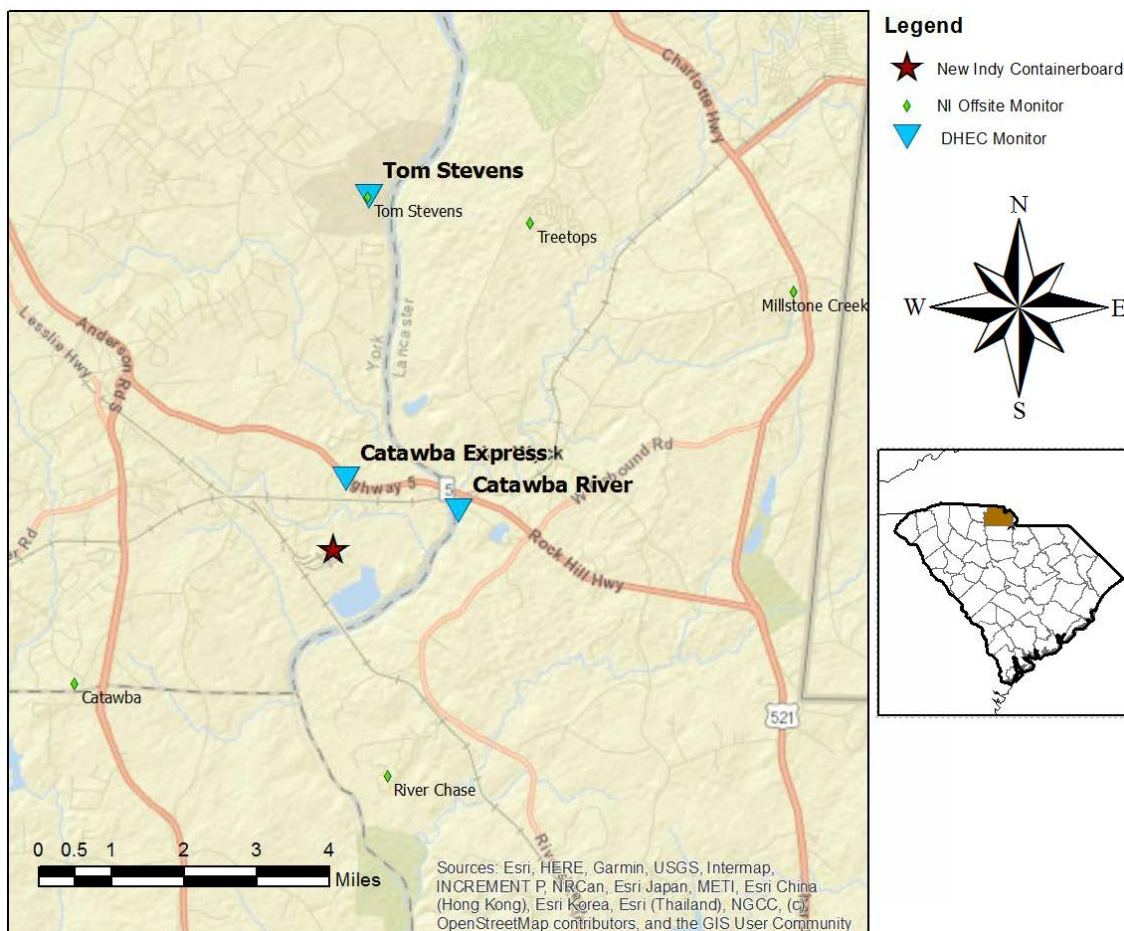 Legend
New Indy Containerboard
NI Offsite Monitor
DHEC Monitor
N
W
E
S
Charlotte Hwy
Tom Stevens
Tom Stevens
Treetops
Millstone Creek
Lesslie Hwy
Anderson Rd S
York
Lancaster
Catawba Express
Highway 5
5
Catawba River
Rock Hill Hwy
Catawba
521
River Chase
0 0.5 1 2 3 4
Miles
Sources: Esri, HERE, Garmin, USGS, Intermap,
INCREMENT P, NRCan, Esri Japan, METI, Esri China
(Hong Kong), Esri Korea, Esri (Thailand), NGCC, (c)
OpenStreetMap contributors, and the GIS User Community